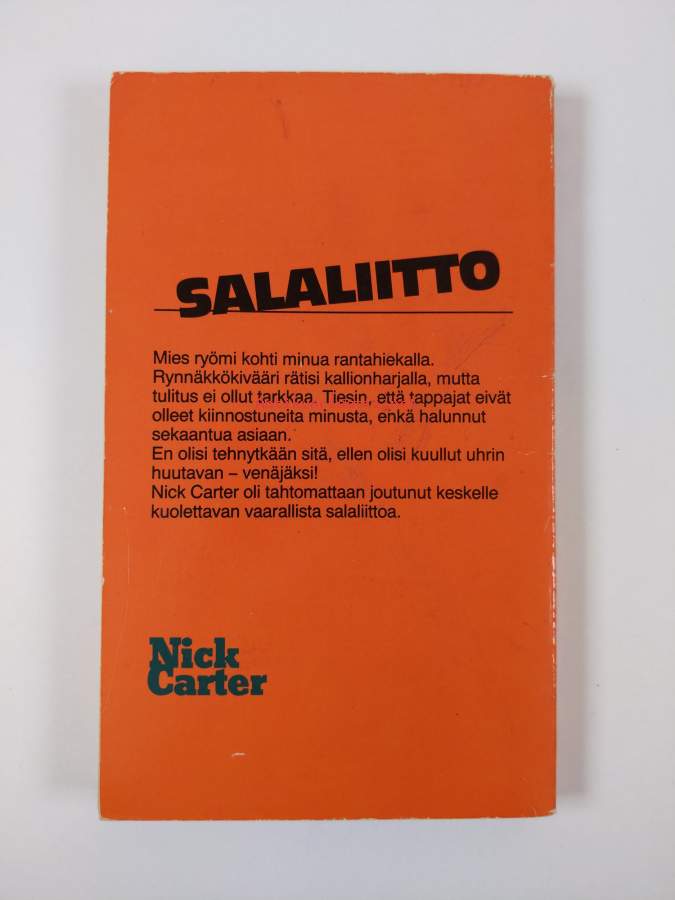 SALALIITTO
Mies ryömi kohti minua rantahiekalla.
Rynnäkkökivääri rätisi kallionharjalla, mutta
tulitus ei ollut tarkkaa. Tiesin, että tappajat eivät
olleet kiinnostuneita minusta, enkä halunnut
sekaantua asiaan.
En olisi tehnytkään sitä, ellen olisi kuullut uhrin
huutavan – venäjäksi!
Nick Carter oli tahtomattaan joutunut keskelle
kuolettavan vaarallista salaliittoa.
Nick
Carter